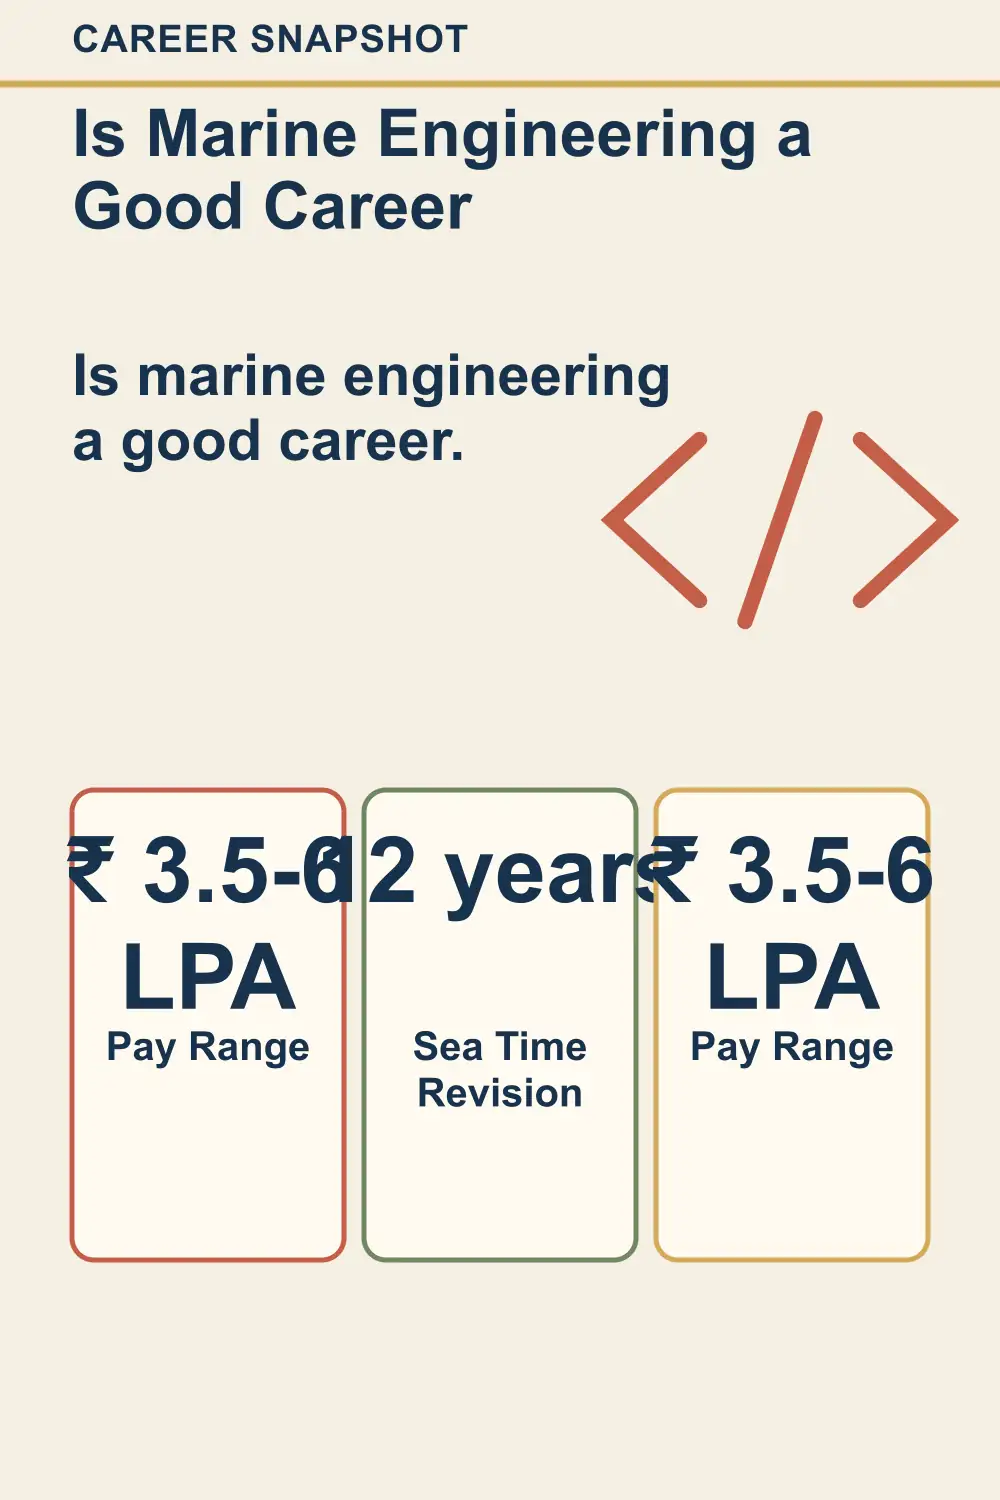 CAREER SNAPSHOT
Is Marine Engineering a
Good Career
Is marine engineering
a good career.
₹ 3.5-6
LPA
Pay Range
12 years
Sea Time
Revision
₹ 3.5-6
LPA
Pay Range